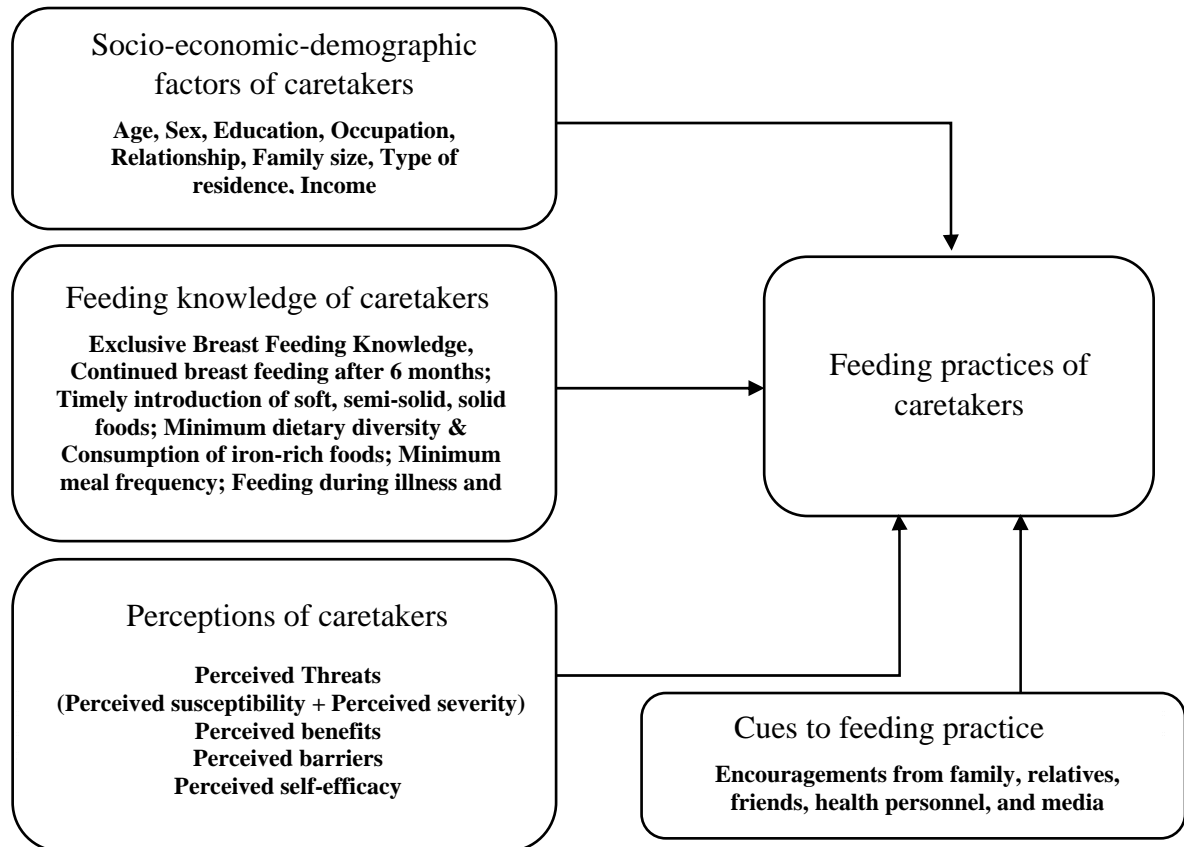 Socio-economic-demographic
factors of caretakers
Age, Sex, Education, Occupation,
Relationship, Family size, Type of
residence, Income
Feeding knowledge of caretakers
Exclusive Breast Feeding Knowledge,
Continued breast feeding after 6 months;
Timely introduction of soft, semi-solid, solid
foods; Minimum dietary diversity &
Consumption of iron-rich foods; Minimum
meal frequency; Feeding during illness and
Perceptions of caretakers
Perceived Threats
(Perceived susceptibility + Perceived severity)
Perceived benefits
Perceived barriers
Perceived self-efficacy
Feeding practices of
caretakers
Cues to feeding practice
Encouragements from family, relatives,
friends, health personnel, and media